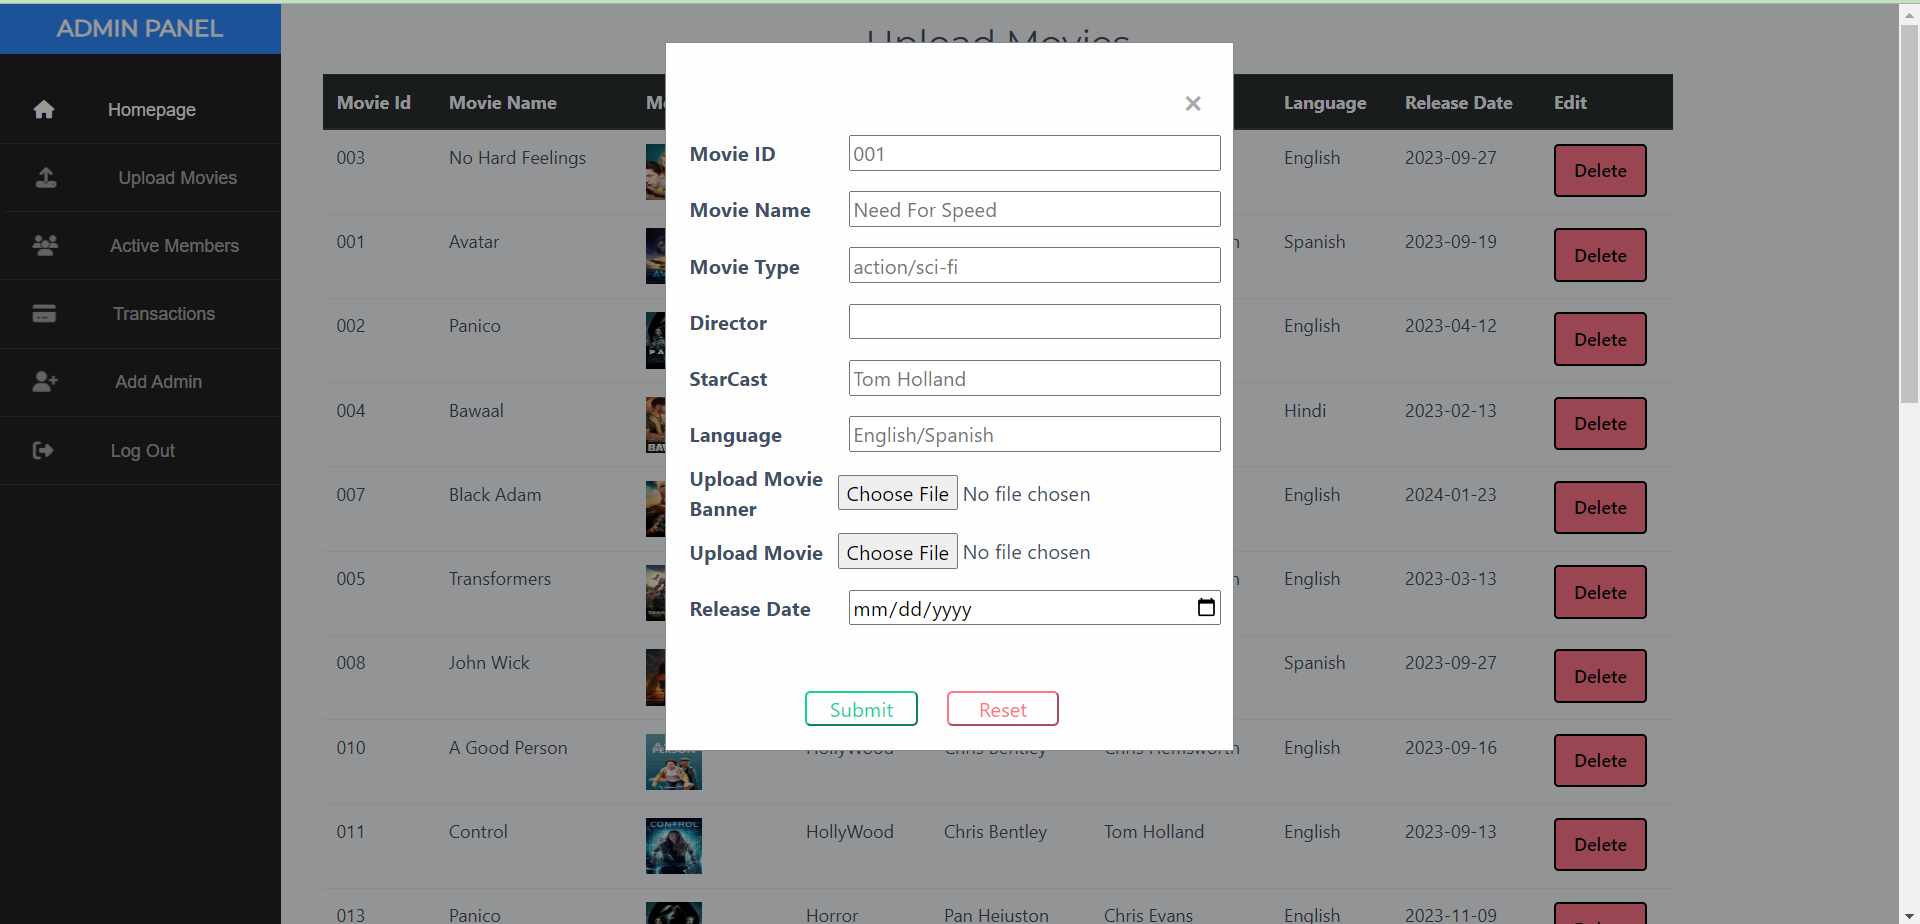 ADMIN PANEL
Homepage
Upload Movies
Active Members
Transactions
Add Admin
Log Out
Upload Movies
Movie Id Movie Name Language Release Date Edit
003 No Hard Feelings English 2023-09-27 Delete
001 Avatar Spanish 2023-09-19 Delete
002 Panico English 2023-04-12 Delete
004 Bawaal Hindi 2023-02-13 Delete
007 Black Adam English 2024-01-23 Delete
005 Transformers English 2023-03-13 Delete
008 John Wick Spanish 2023-09-27 Delete
010 A Good Person HollyWood Chris Bentley Chris Hemsworth English 2023-09-16 Delete
011 Control CONTROL HollyWood Chris Bentley Tom Holland English 2023-09-13 Delete
013 Panico Horror Pan Heiuston Chris Evans English 2023-11-09
×
Movie ID 001
Movie Name Need For Speed
Movie Type action/sci-fi
Director
StarCast Tom Holland
Language English/Spanish
Upload Movie
Banner
Choose File No file chosen
Upload Movie Choose File No file chosen
Release Date mm/dd/yyyy
Submit Reset